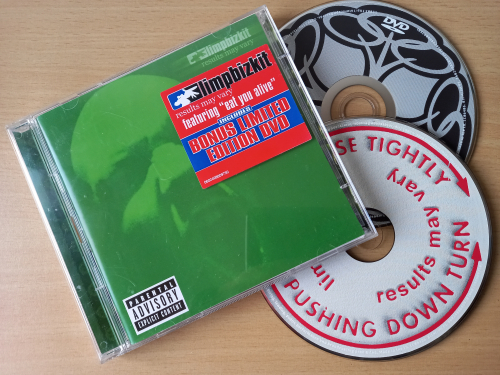 limpbizkit
results may vary
limpbizkit
results may vary
featuring "eat you alive"
INCLUDES
BONUS LIMITED
EDITION DVD
PARENTAL
ADVISORY
EXPLICIT CONTENT
DVD
SE TIGHTLY
PUSHING DOWN TURN
lim
results may vary